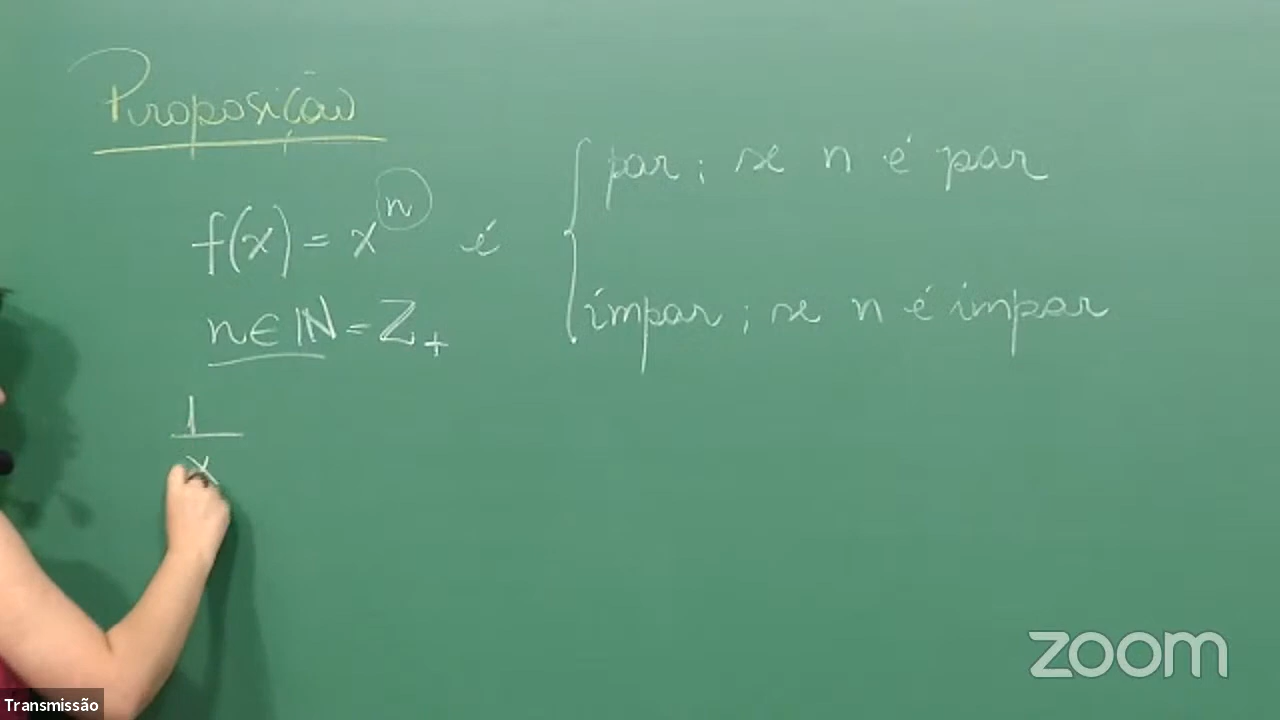 Proposição
f(x) = x^n é { par; se n é par
ímpar; se n é ímpar
n ∈ ℕ = Z₊
1
x
zoom
Transmissão